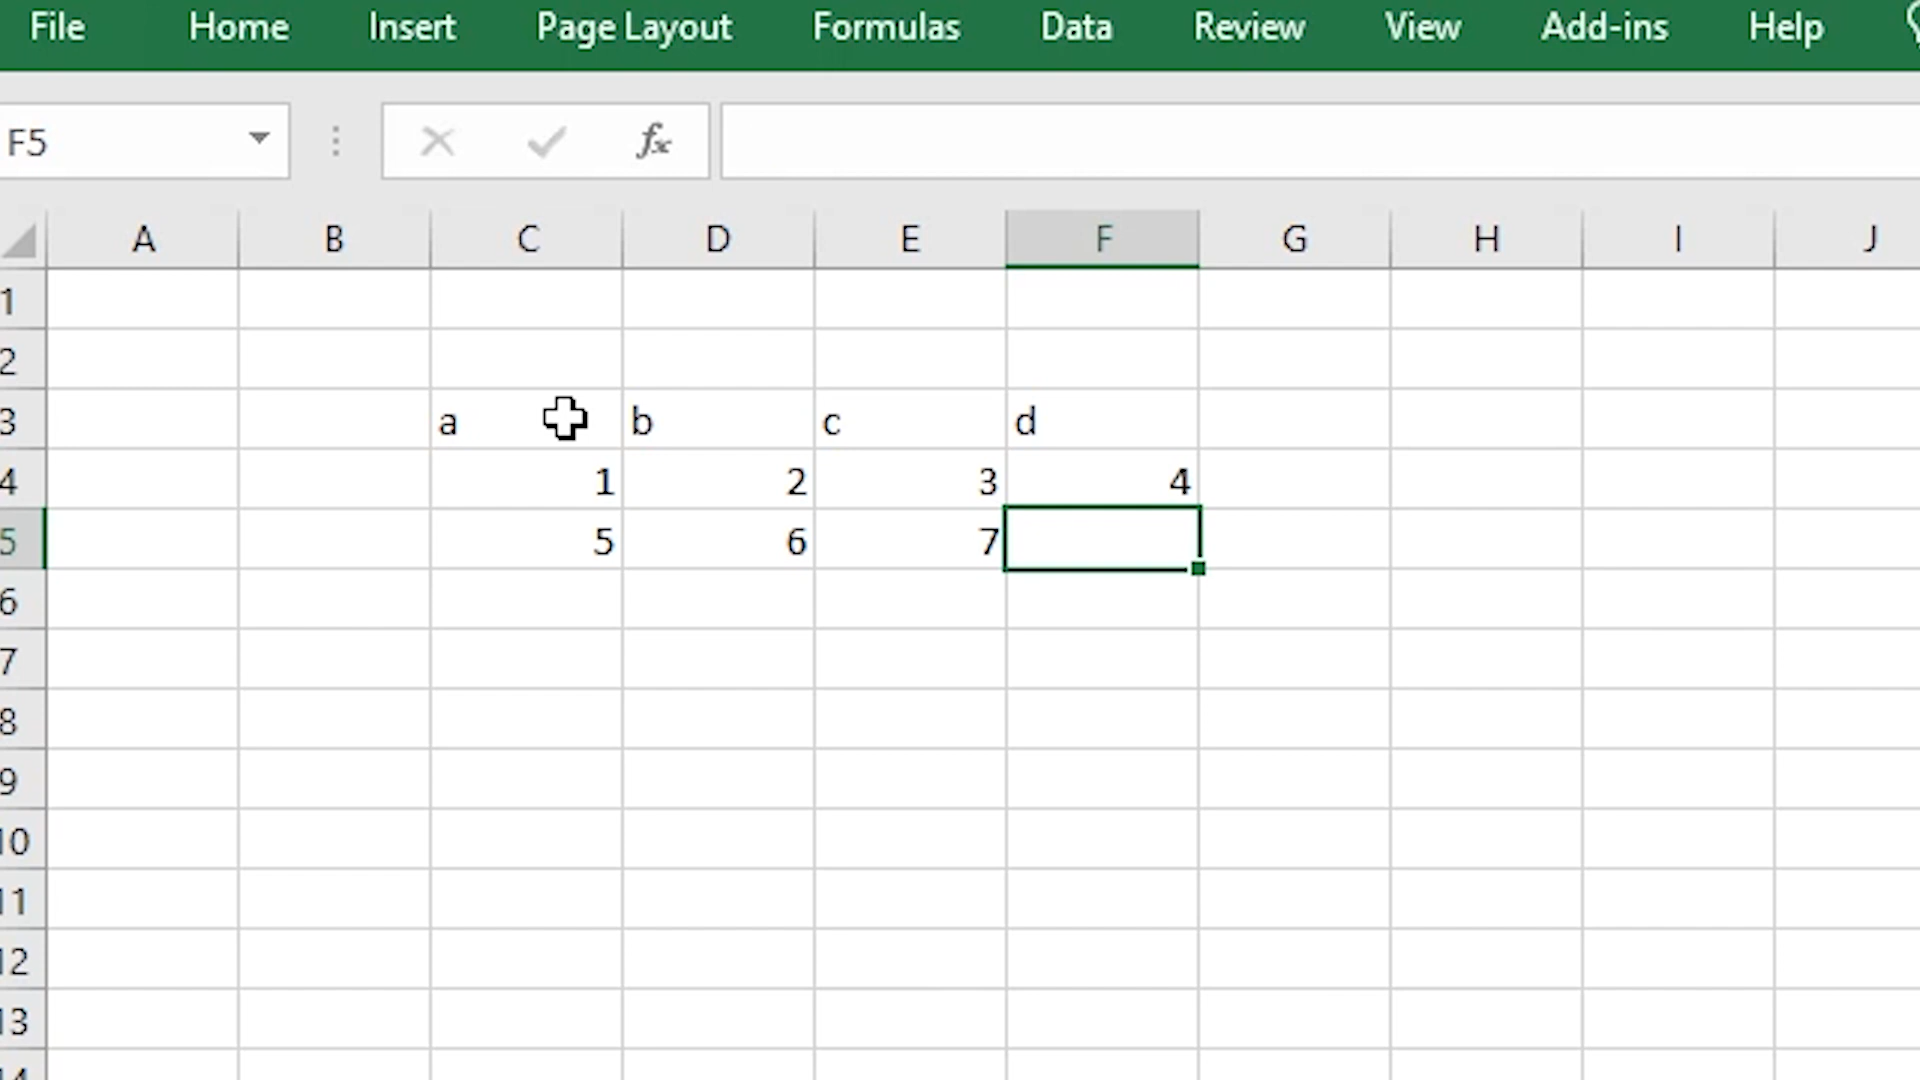 File Home Insert Page Layout Formulas Data Review View Add-ins Help
F5 fx
A B C D E F G H I J
1
2
3 a b c d
4 1 2 3 4
5 5 6 7
6
7
8
9
10
11
12
13
14